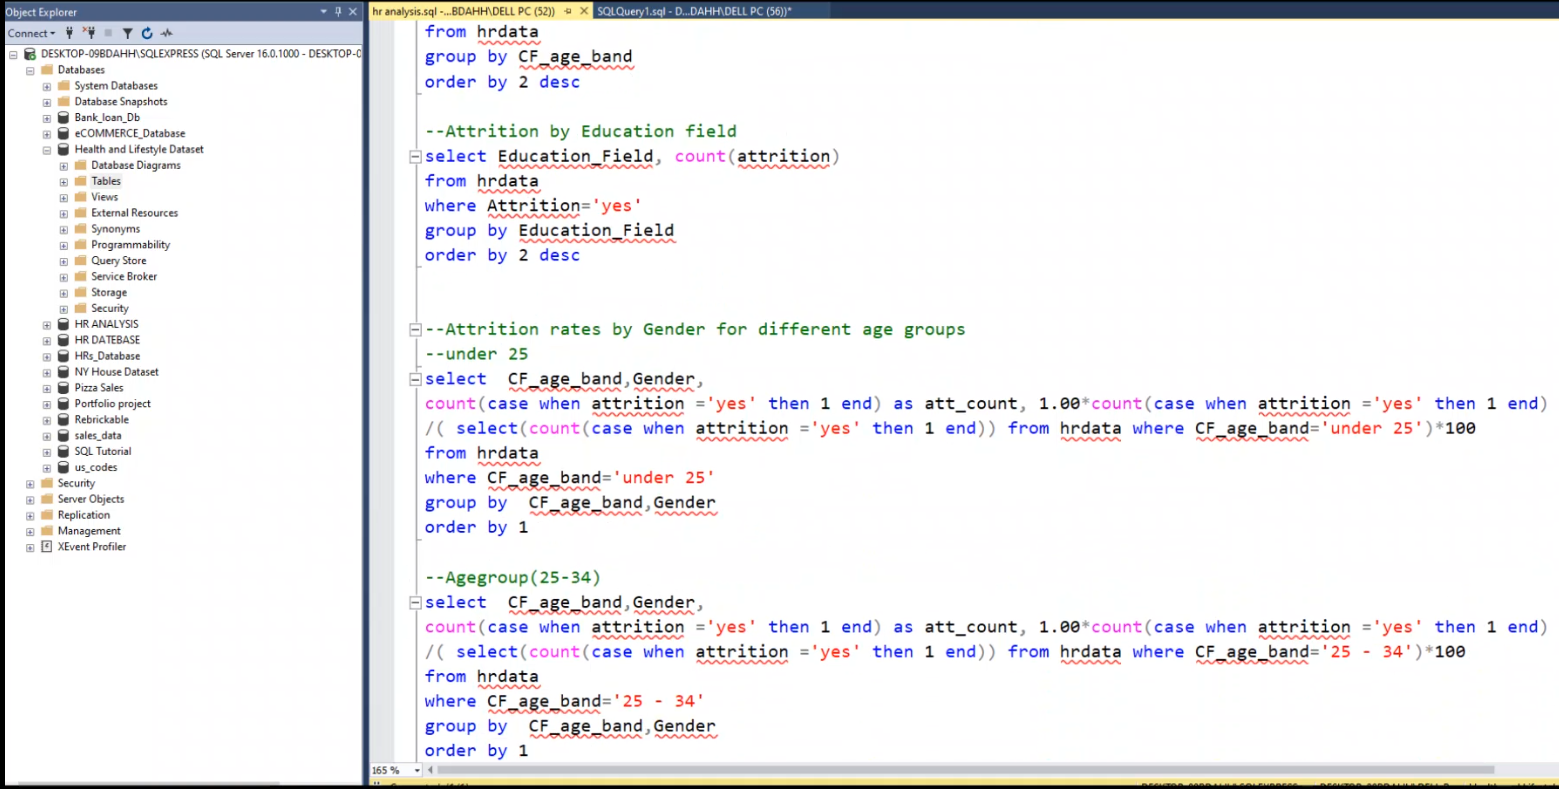 Object Explorer
Connect
DESKTOP-09BDAHH\SQLEXPRESS (SQL Server 16.0.1000 - DESKTOP-0
Databases
System Databases
Database Snapshots
Bank_loan_Db
eCOMMERCE_Database
Health and Lifestyle Dataset
Database Diagrams
Tables
Views
External Resources
Synonyms
Programmability
Query Store
Service Broker
Storage
Security
HR ANALYSIS
HR DATEBASE
HRs_Database
NY House Dataset
Pizza Sales
Portfolio project
Rebrickable
sales_data
SQL Tutorial
us_codes
Security
Server Objects
Replication
Management
XEvent Profiler
hr analysis.sql -...BDAHH\DELL PC (52)) SQLQuery1.sql - D...DAHH\DELL PC (56))*
from hrdata
group by CF_age_band
order by 2 desc
--Attrition by Education field
select Education_Field, count(attrition)
from hrdata
where Attrition='yes'
group by Education_Field
order by 2 desc
--Attrition rates by Gender for different age groups
--under 25
select  CF_age_band,Gender,
count(case when attrition ='yes' then 1 end) as att_count, 1.00*count(case when attrition ='yes' then 1 end)
/( select(count(case when attrition ='yes' then 1 end)) from hrdata where CF_age_band='under 25')*100
from hrdata
where CF_age_band='under 25'
group by  CF_age_band,Gender
order by 1
--Agegroup(25-34)
select  CF_age_band,Gender,
count(case when attrition ='yes' then 1 end) as att_count, 1.00*count(case when attrition ='yes' then 1 end)
/( select(count(case when attrition ='yes' then 1 end)) from hrdata where CF_age_band='25 - 34')*100
from hrdata
where CF_age_band='25 - 34'
group by  CF_age_band,Gender
order by 1
165 %